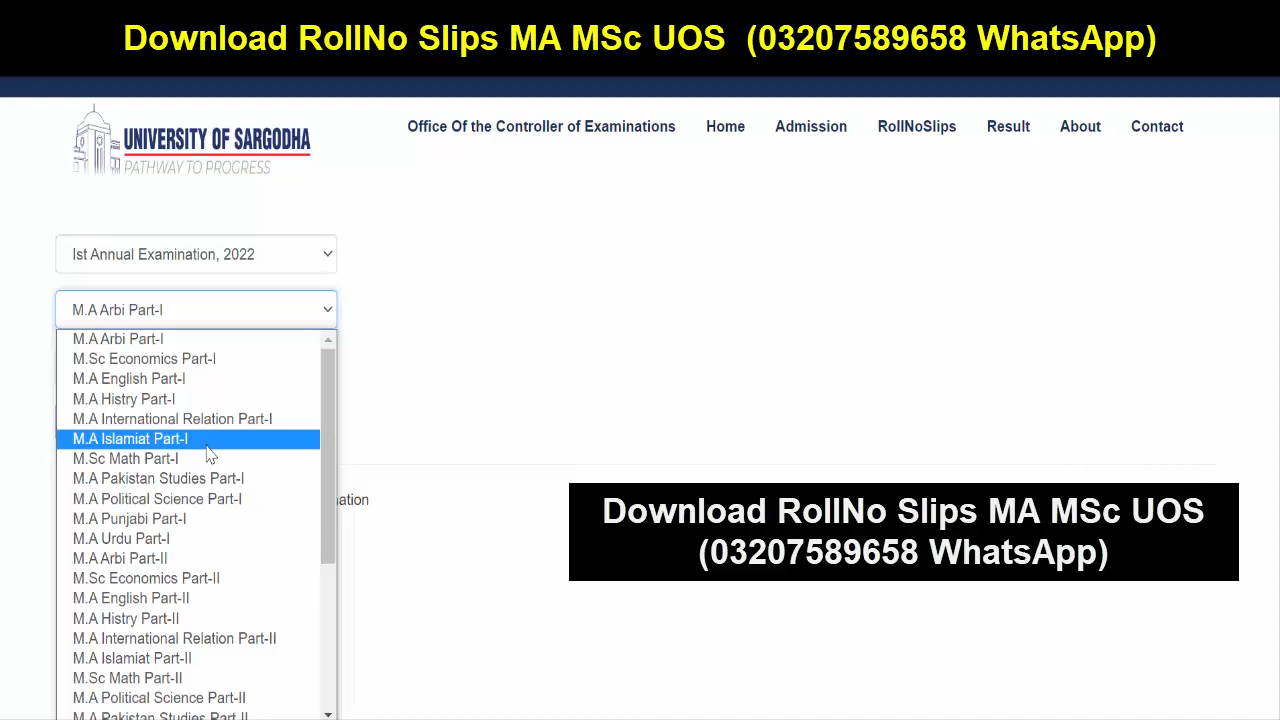 Download RollNo Slips MA MSc UOS (03207589658 WhatsApp)
UNIVERSITY OF SARGODHA
PATHWAY TO PROGRESS
Office Of the Controller of Examinations Home Admission RollNoSlips Result About Contact
Ist Annual Examination, 2022
M.A Arbi Part-I
M.A Arbi Part-I
M.Sc Economics Part-I
M.A English Part-I
M.A Histry Part-I
M.A International Relation Part-I
M.A Islamiat Part-I
M.Sc Math Part-I
M.A Pakistan Studies Part-I
M.A Political Science Part-I
M.A Punjabi Part-I
M.A Urdu Part-I
M.A Arbi Part-II
M.Sc Economics Part-II
M.A English Part-II
M.A Histry Part-II
M.A International Relation Part-II
M.A Islamiat Part-II
M.Sc Math Part-II
M.A Political Science Part-II
M.A Pakistan Studies Part-II
Download RollNo Slips MA MSc UOS
(03207589658 WhatsApp)